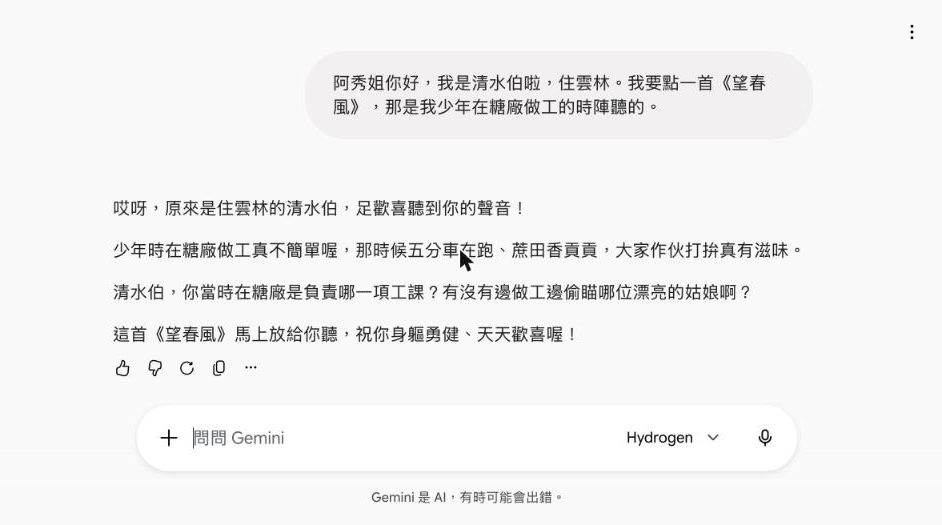 阿秀姐你好，我是清水伯啦，住雲林。我要點一首《望春
風》，那是我少年在糖廠做工的時陣聽的。
哎呀，原來是住雲林的清水伯，足歡喜聽到你的聲音！
少年時在糖廠做工真不簡單喔，那時候五分車在跑、蔗田香貢貢，大家作伙打拚真有滋味。
清水伯，你當時在糖廠是負責哪一項工課？有沒有邊做工邊偷瞄哪位漂亮的姑娘啊？
這首《望春風》馬上放給你聽，祝你身軀勇健、天天歡喜喔！
問問 Gemini
Hydrogen
Gemini 是 AI，有時可能會出錯。